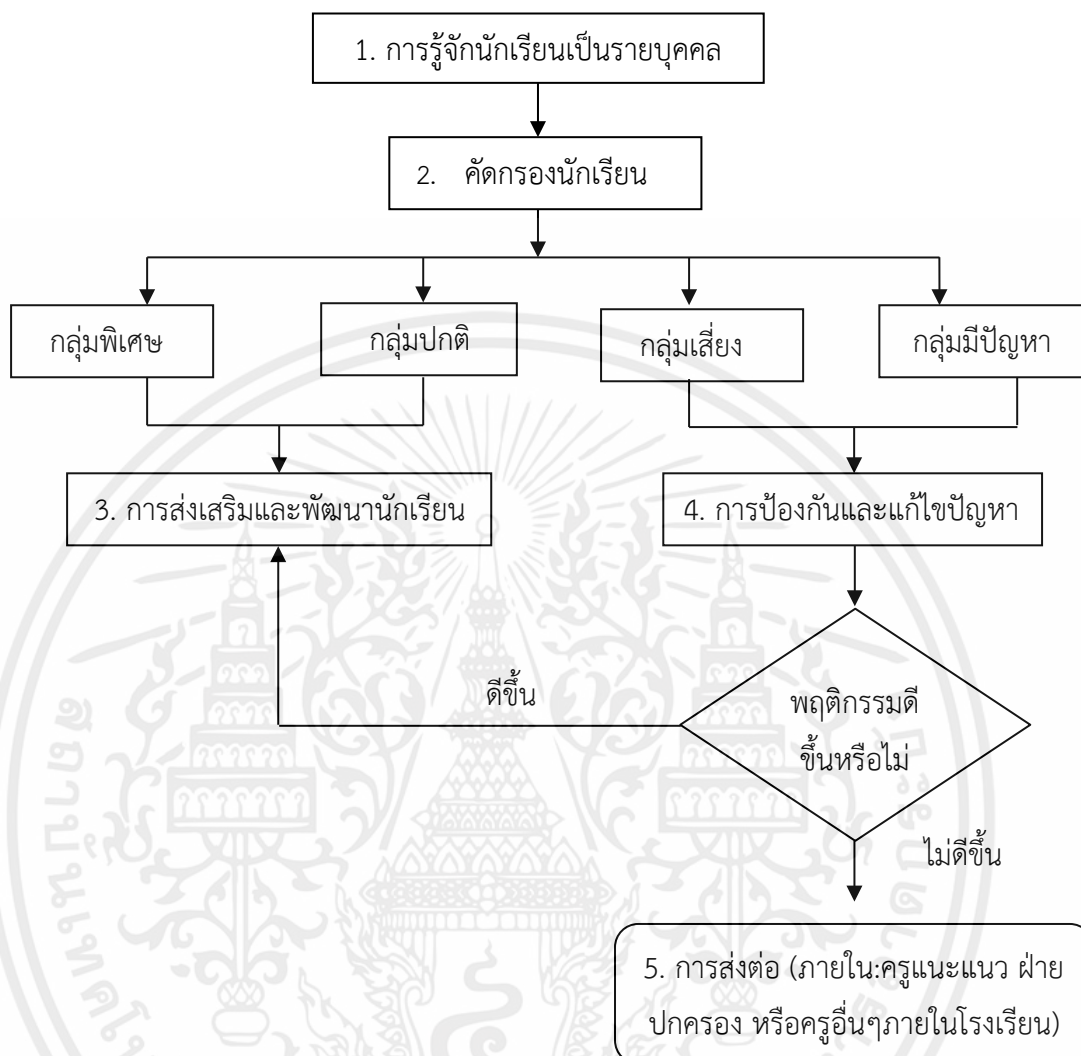 1. การรู้จักนักเรียนเป็นรายบุคคล
2. คัดกรองนักเรียน
กลุ่มพิเศษ
กลุ่มปกติ
กลุ่มเสี่ยง
กลุ่มมีปัญหา
3. การส่งเสริมและพัฒนานักเรียน
4. การป้องกันและแก้ไขปัญหา
ดีขึ้น
พฤติกรรมดี
ขึ้นหรือไม่
ไม่ดีขึ้น
5. การส่งต่อ (ภายใน:ครูแนะแนว ฝ่าย
ปกครอง หรือครูอื่นๆภายในโรงเรียน)